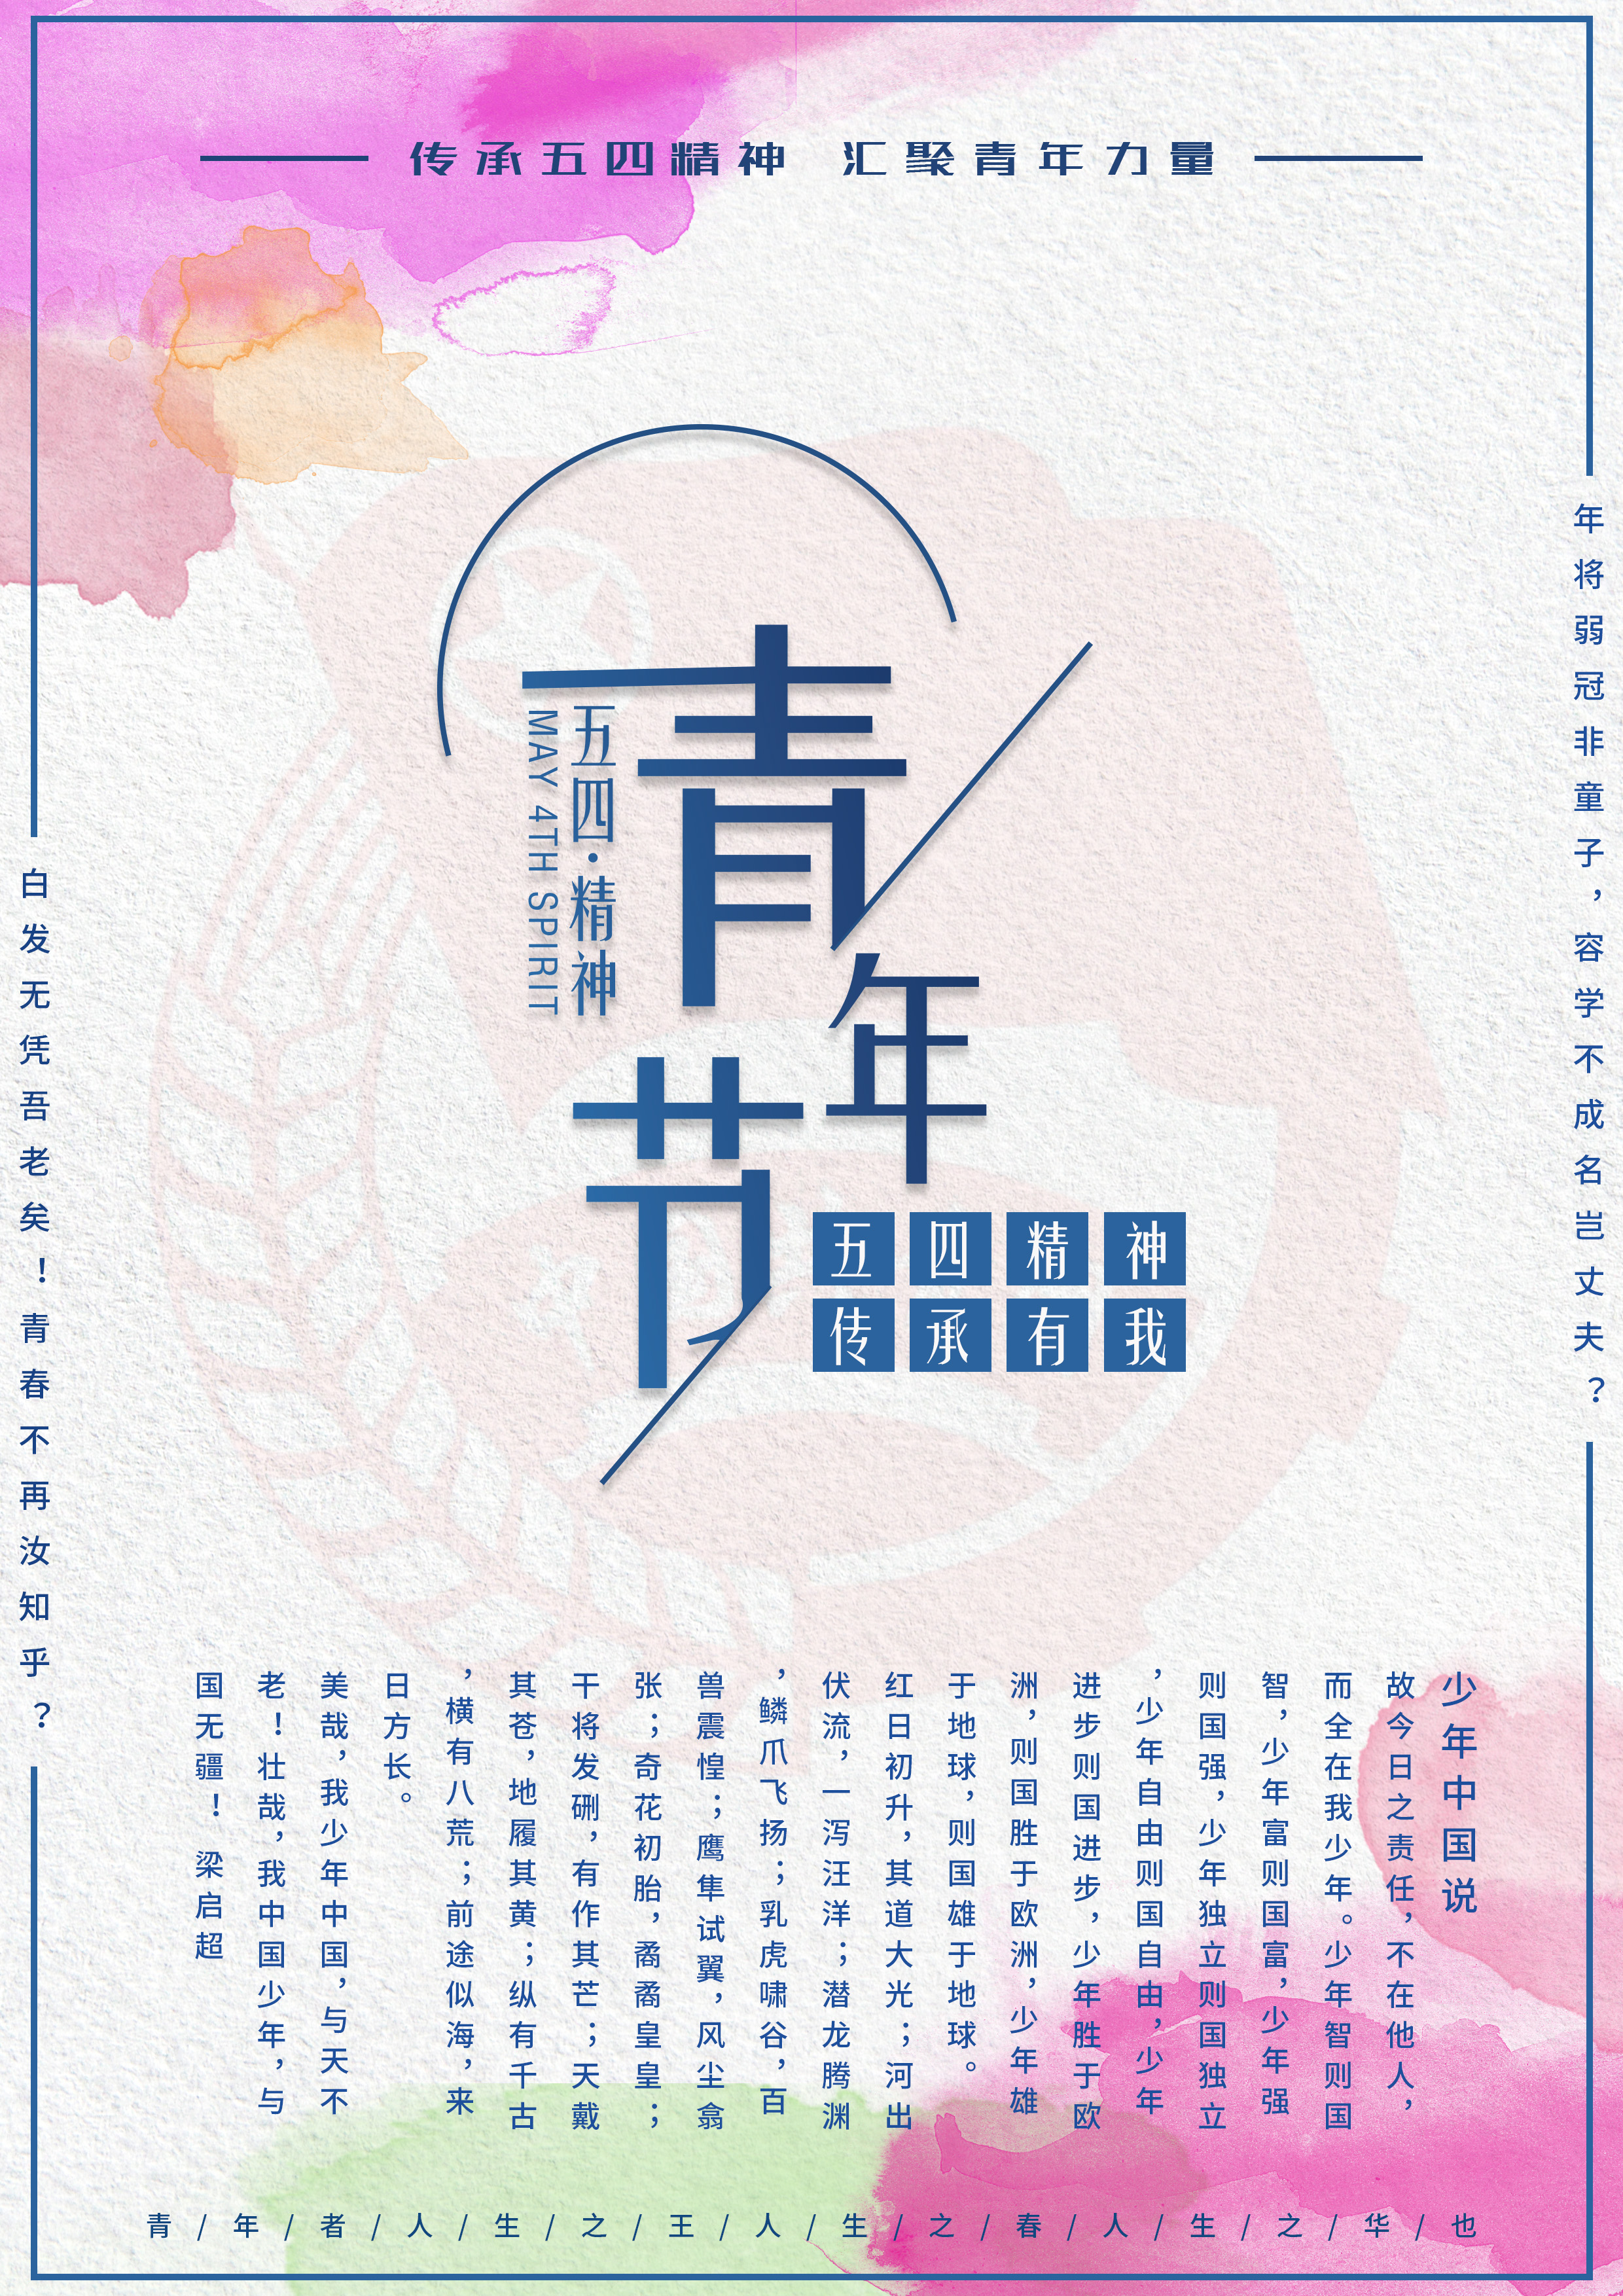 传承五四精神 汇聚青年力量
青年节
五四·精神
MAY 4TH SPIRIT
五四精神
传承有我
年将弱冠非童子，容学不成名岂丈夫？
白发无凭吾老矣！青春不再汝知乎？
少年中国说
故今日之责任，不在他人，
而全在我少年。少年智则国
智，少年富则国富，少年强
则国强，少年独立则国独立
，少年自由则国自由，少年
进步则国进步，少年胜于欧
洲，则国胜于欧洲，少年雄
于地球，则国雄于地球。
红日初升，其道大光；河出
伏流，一泻汪洋；潜龙腾渊
，鳞爪飞扬；乳虎啸谷，百
兽震惶；鹰隼试翼，风尘翕
张；奇花初胎，矞矞皇皇；
干将发硎，有作其芒；天戴
其苍，地履其黄；纵有千古
，横有八荒；前途似海，来
日方长。
美哉，我少年中国，与天不
老！壮哉，我中国少年，与
国无疆！ 梁启超
青/年/者/人/生/之/王/人/生/之/春/人/生/之/华/也